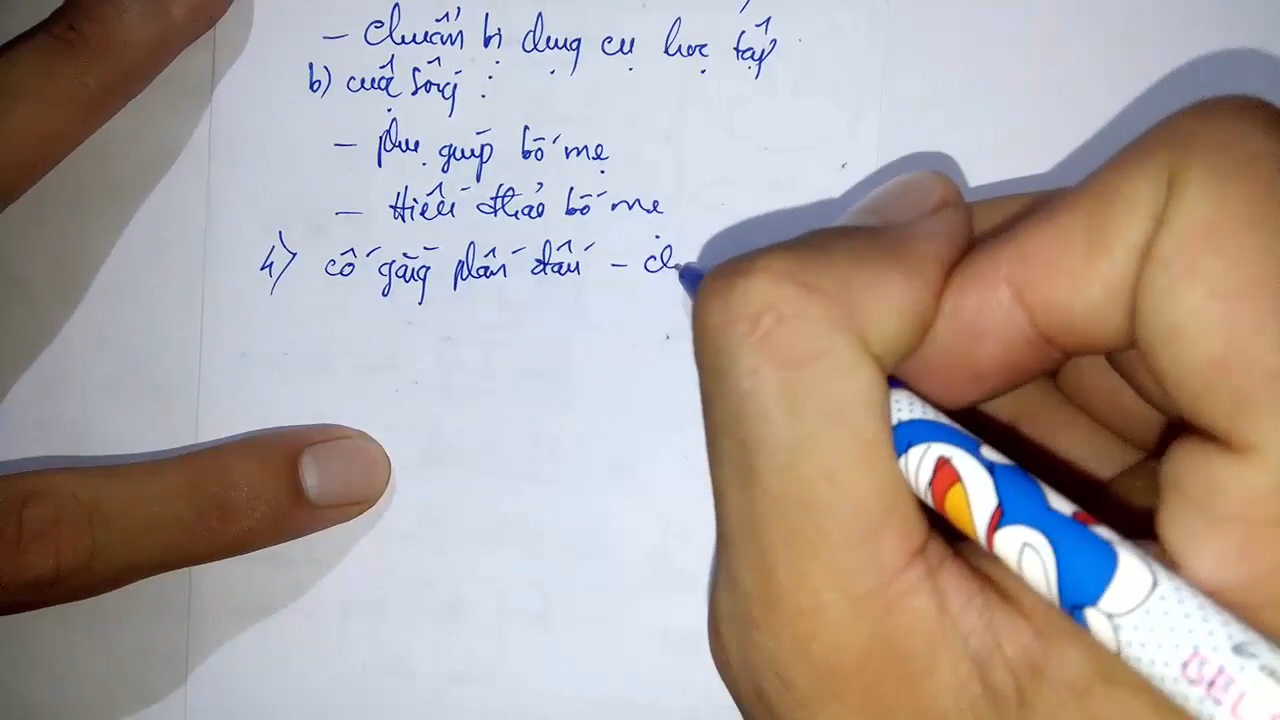 - chuẩn bị dụng cụ học tập
b) cuộc sống :
- phụ giúp bố mẹ
- Hiếu thảo bố mẹ
4) cố gắng phấn đấu -
BEL